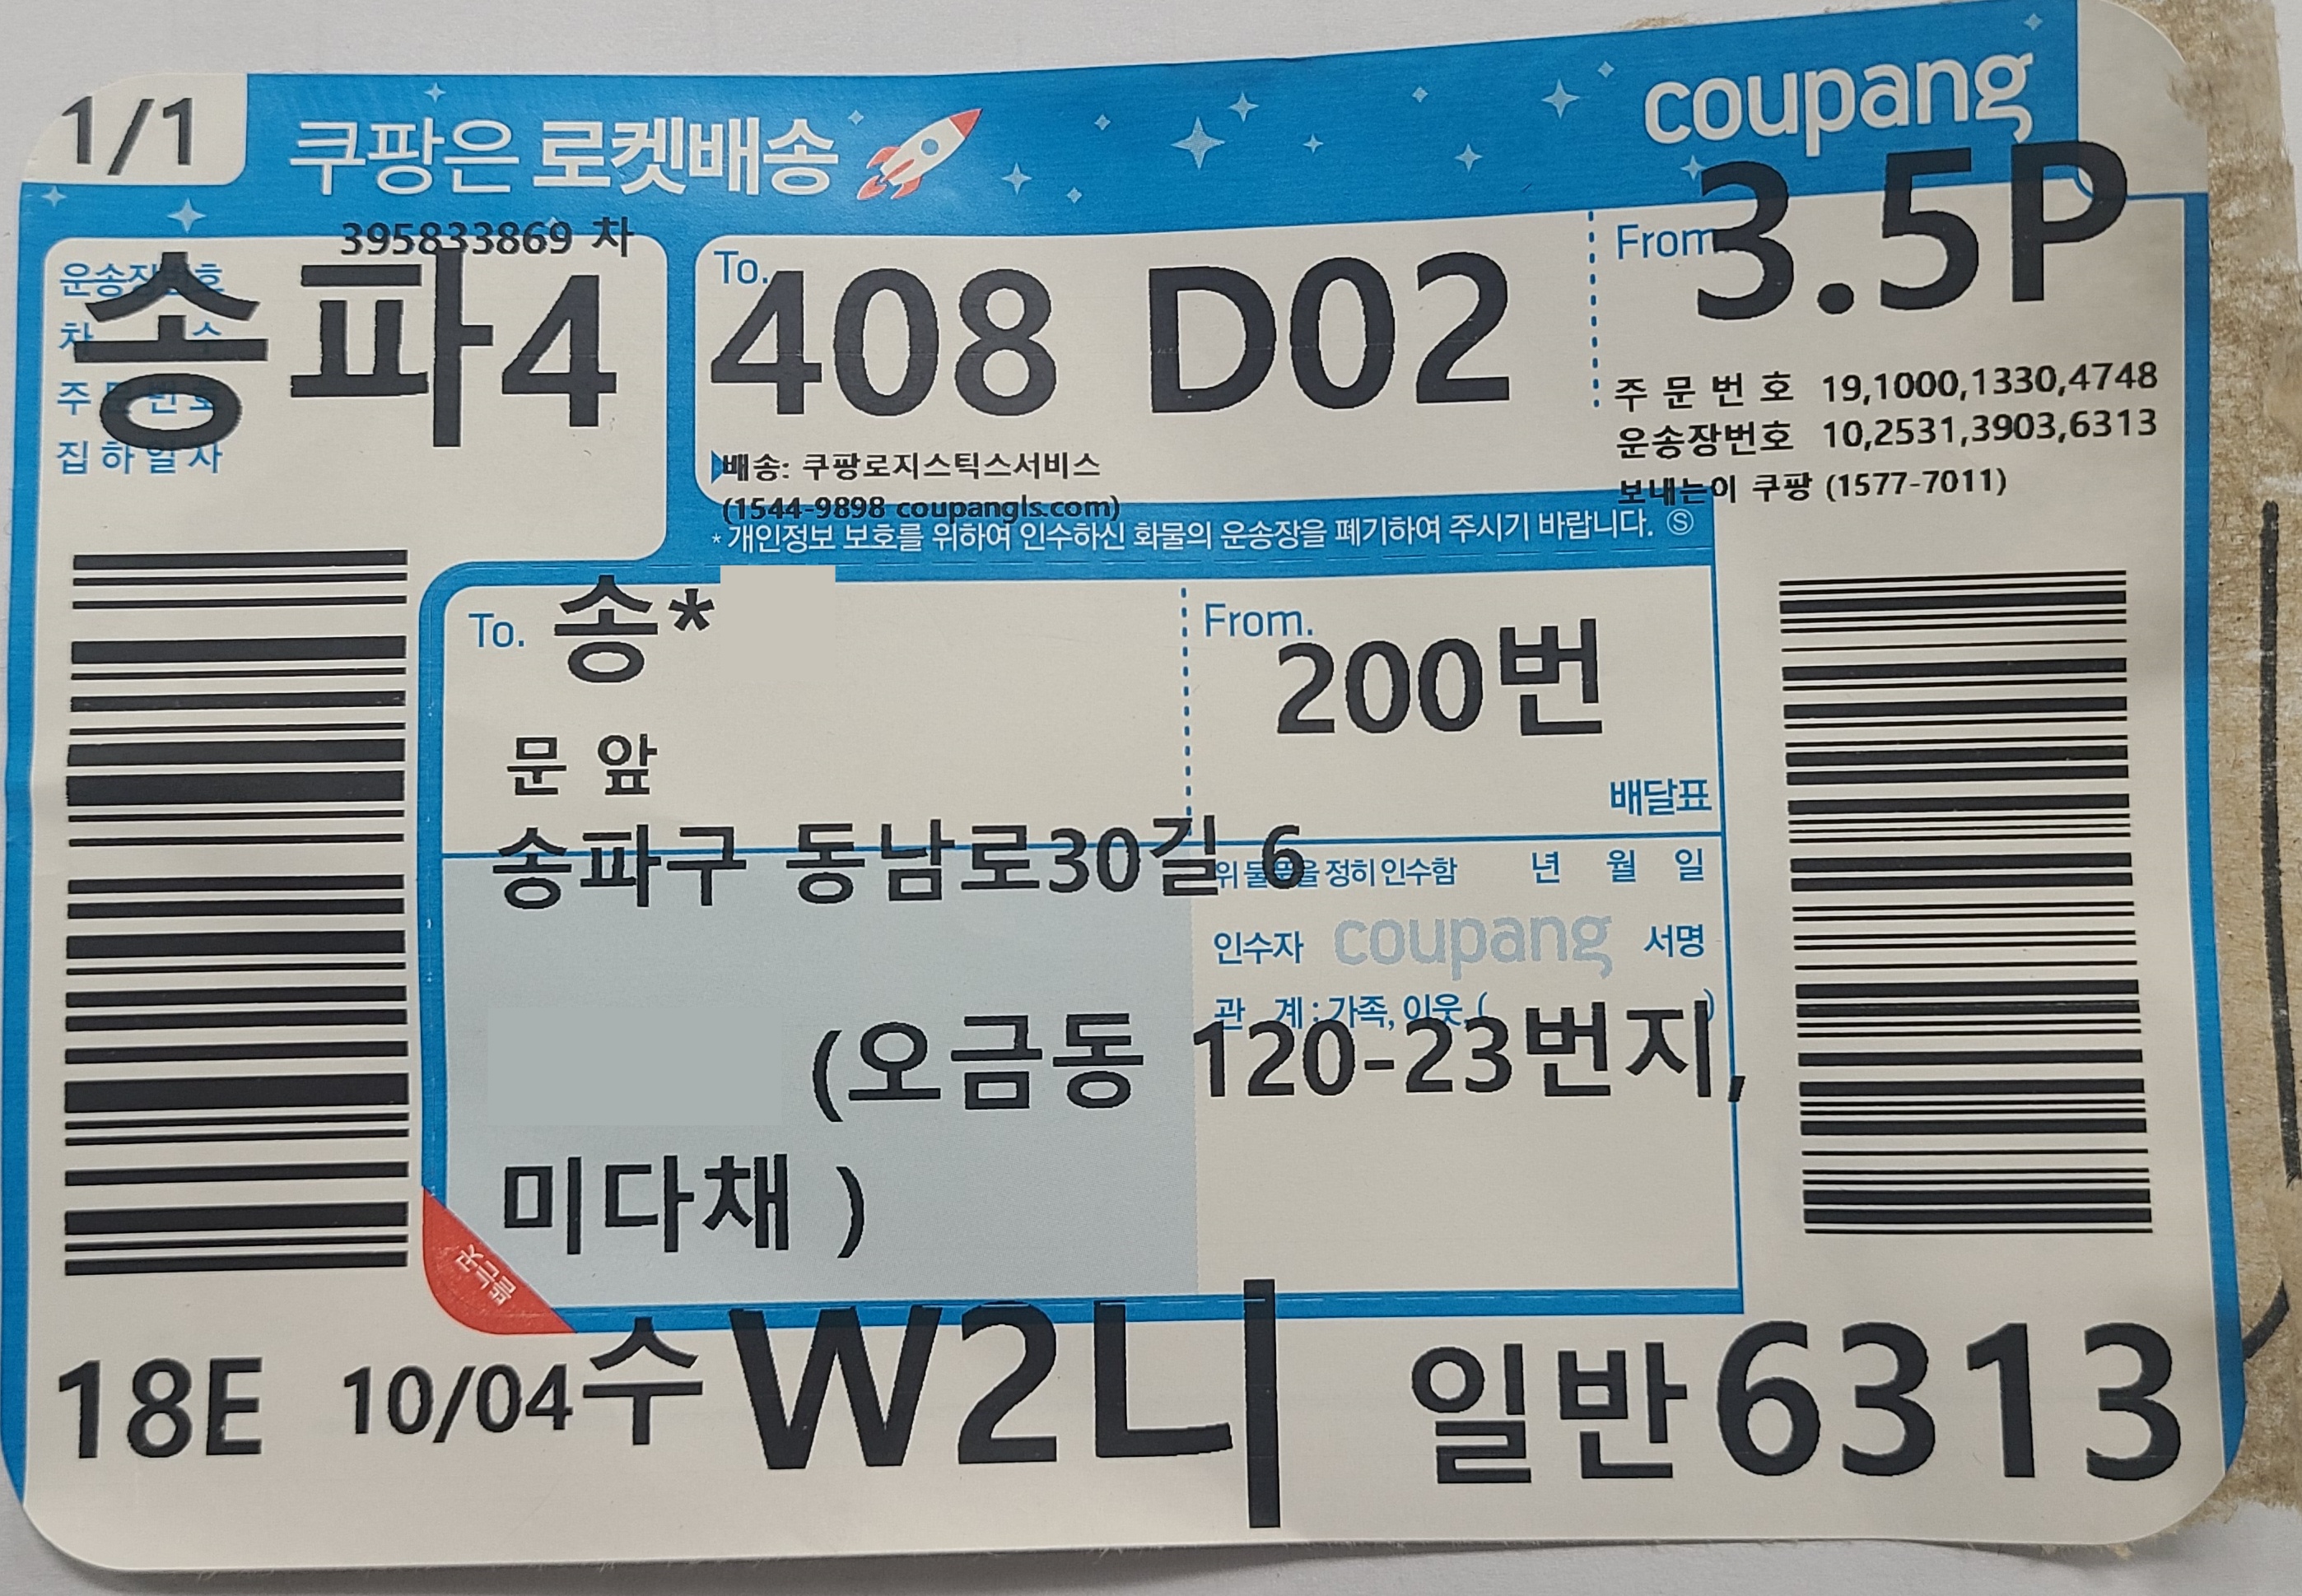 1/1
쿠팡은 로켓배송
coupang
395833869 차
운송장번호
차 수
주문번호
집하일자
송파4
To.
408 D02
From.
3.5P
주 문 번 호 19,1000,1330,4748
운송장번호 10,2531,3903,6313
보내는이 쿠팡 (1577-7011)
배송: 쿠팡로지스틱스서비스
(1544-9898 coupangls.com)
* 개인정보 보호를 위하여 인수하신 화물의 운송장을 폐기하여 주시기 바랍니다. Ⓢ
To. 송*
From.
200번
문 앞
배달표
송파구 동남로30길 6
위 물품을 정히 인수함 년 월 일
인수자 coupang 서명
관 계 : 가족, 이웃, ( )
(오금동 120-23번지,
미다채 )
뜯는곳
18E 10/04 수 W2니 일반 6313